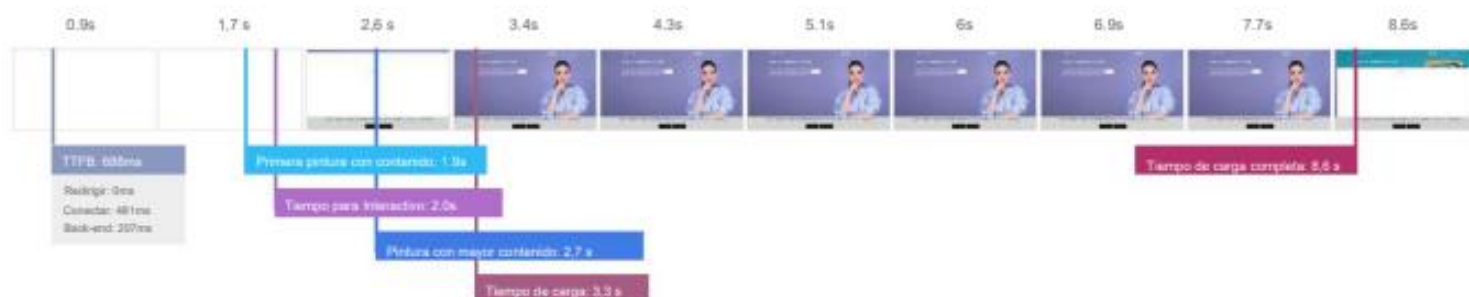 0.9s 1,7 s 2,6 s 3.4s 4.3s 5.1s 6s 6.9s 7.7s 8.6s
TTFB: 688ms
Redirigir: 0ms
Conectar: 481ms
Back-end: 207ms
Primera pintura con contenido: 1.9s
Tiempo para Interactivo: 2.0s
Pintura con mayor contenido: 2,7 s
Tiempo de carga: 3,3 s
Tiempo de carga completa: 8,6 s